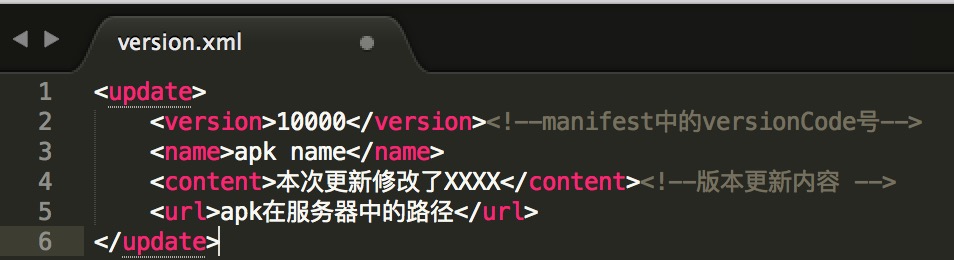 version.xml
1 <update>
2 <version>10000</version><!--manifest中的versionCode号-->
3 <name>apk name</name>
4 <content>本次更新修改了XXXX</content><!--版本更新内容 -->
5 <url>apk在服务器中的路径</url>
6 </update>